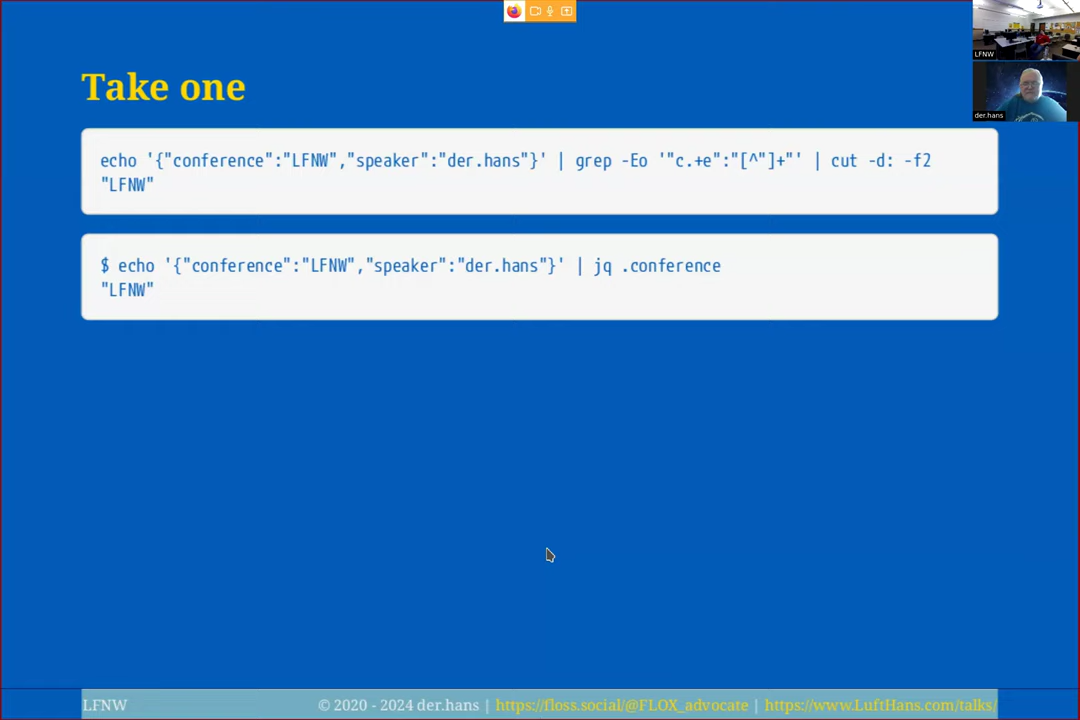 LFNW
der.hans
Take one
echo '{"conference":"LFNW","speaker":"der.hans"}' | grep -Eo '"c.+e":"[^"]+"' | cut -d: -f2
"LFNW"
$ echo '{"conference":"LFNW","speaker":"der.hans"}' | jq .conference
"LFNW"
LFNW
© 2020 - 2024 der.hans | https://floss.social/@FLOX_advocate | https://www.LuftHans.com/talks/